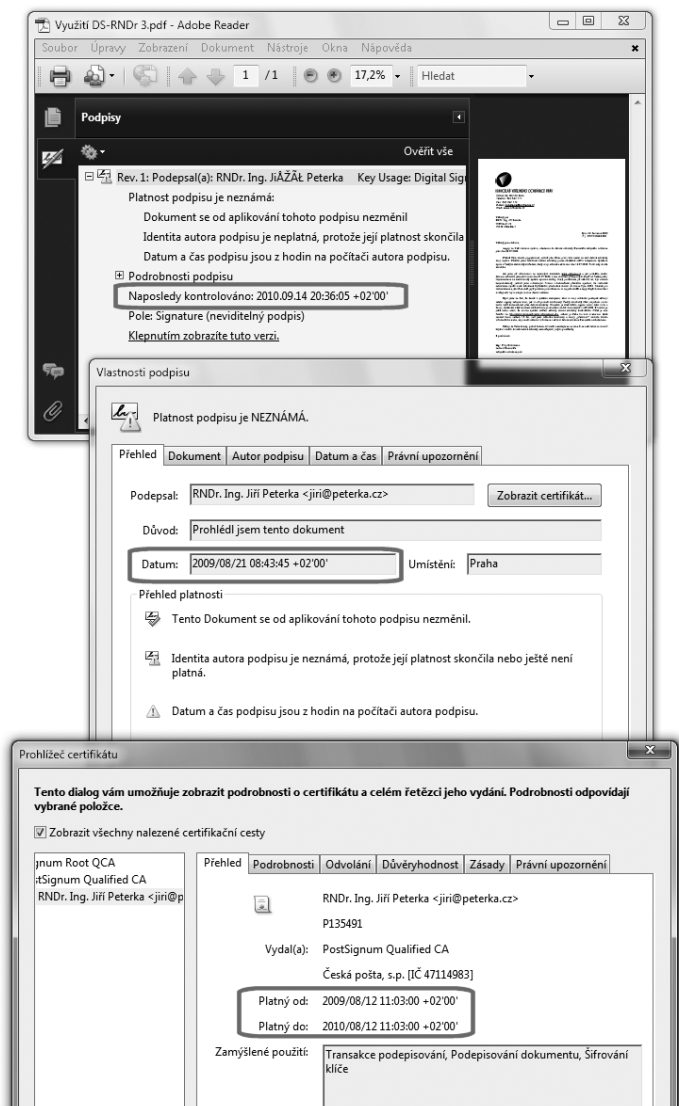 Využití DS-RNDr 3.pdf - Adobe Reader
Soubor Úpravy Zobrazení Dokument Nástroje Okna Nápověda
1 /1 17,2% Hledat
Podpisy
Ověřit vše
Rev. 1: Podepsal(a): RNDr. Ing. JiÅŽÃŁ Peterka Key Usage: Digital Sign
Platnost podpisu je neznámá:
Dokument se od aplikování tohoto podpisu nezměnil
Identita autora podpisu je neplatná, protože její platnost skončila
Datum a čas podpisu jsou z hodin na počítači autora podpisu.
Podrobnosti podpisu
Naposledy kontrolováno: 2010.09.14 20:36:05 +02'00'
Pole: Signature (neviditelný podpis)
Klepnutím zobrazíte tuto verzi.
Vlastnosti podpisu
Platnost podpisu je NEZNÁMÁ.
Přehled Dokument Autor podpisu Datum a čas Právní upozornění
Podepsal: RNDr. Ing. Jiří Peterka <jiri@peterka.cz> Zobrazit certifikát...
Důvod: Prohlédl jsem tento dokument
Datum: 2009/08/21 08:43:45 +02'00' Umístění: Praha
Přehled platnosti
Tento Dokument se od aplikování tohoto podpisu nezměnil.
Identita autora podpisu je neznámá, protože její platnost skončila nebo ještě není
platná.
Datum a čas podpisu jsou z hodin na počítači autora podpisu.
Prohlížeč certifikátu
Tento dialog vám umožňuje zobrazit podrobnosti o certifikátu a celém řetězci jeho vydání. Podrobnosti odpovídají
vybrané položce.
Zobrazit všechny nalezené certifikační cesty
gnum Root QCA
tSignum Qualified CA
RNDr. Ing. Jiří Peterka <jiri@p
Přehled Podrobnosti Odvolání Důvěryhodnost Zásady Právní upozornění
RNDr. Ing. Jiří Peterka <jiri@peterka.cz>
P135491
Vydal(a): PostSignum Qualified CA
Česká pošta, s.p. [IČ 47114983]
Platný od: 2009/08/12 11:03:00 +02'00'
Platný do: 2010/08/12 11:03:00 +02'00'
Zamýšlené použití: Transakce podepisování, Podepisování dokumentu, Šifrování
klíče